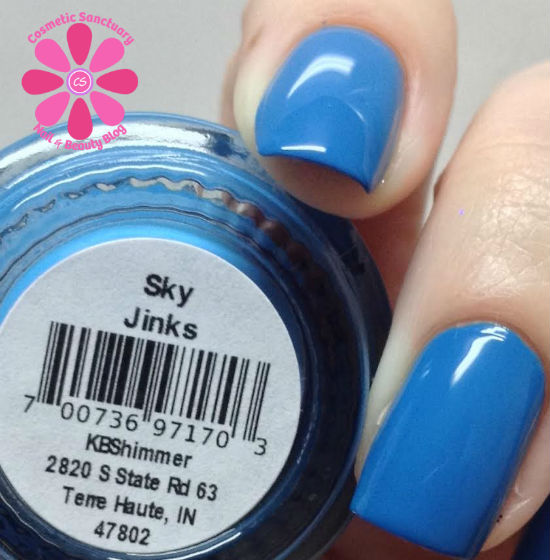 Cosmetic Sanctuary
CS
Nail & Beauty Blog
Sky
Jinks
7 00736 97170 3
KBShimmer
2820 S State Rd 63
Terre Haute, IN
47802